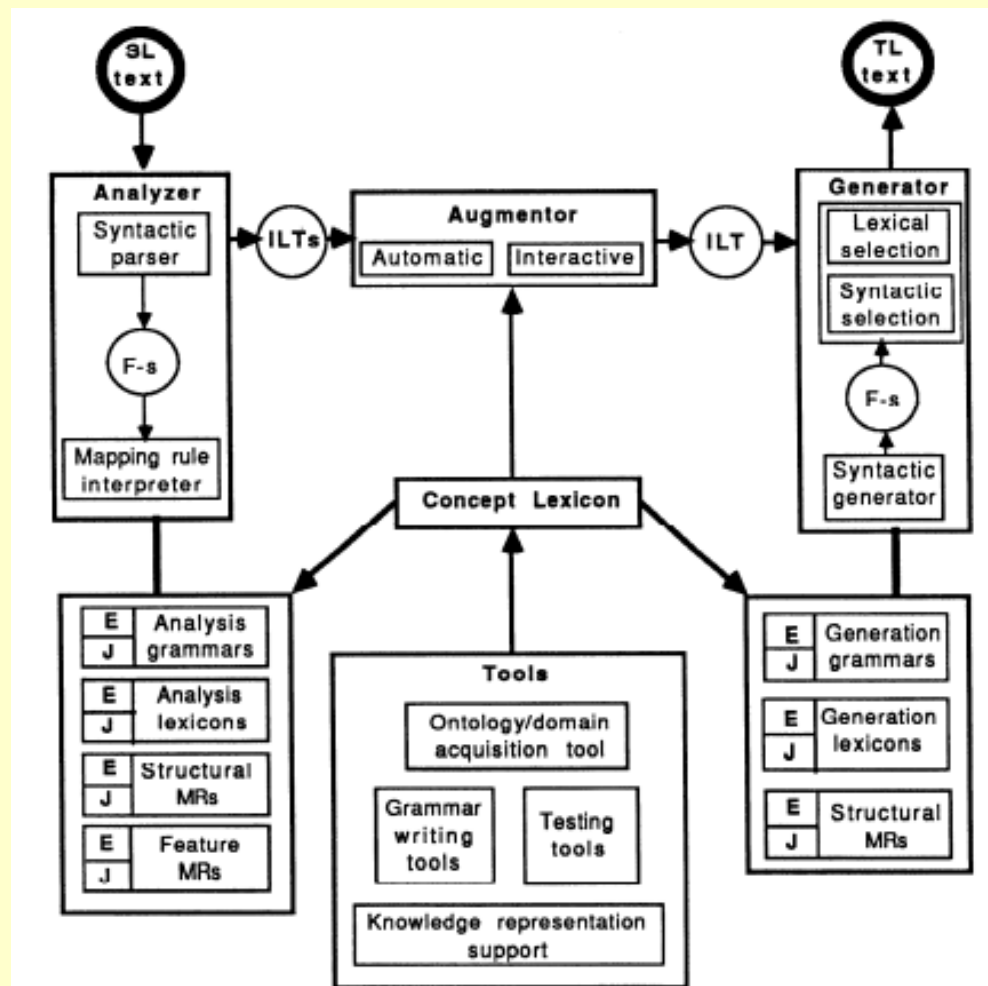 SL
text
TL
text
Analyzer
Syntactic
parser
F-s
Mapping rule
interpreter
ILTs
Augmentor
Automatic
Interactive
ILT
Generator
Lexical
selection
Syntactic
selection
F-s
Syntactic
generator
Concept Lexicon
E
J
Analysis
grammars
E
J
Analysis
lexicons
E
J
Structural
MRs
E
J
Feature
MRs
Tools
Ontology/domain
acquisition tool
Grammar
writing
tools
Testing
tools
Knowledge representation
support
E
J
Generation
grammars
E
J
Generation
lexicons
E
J
Structural
MRs